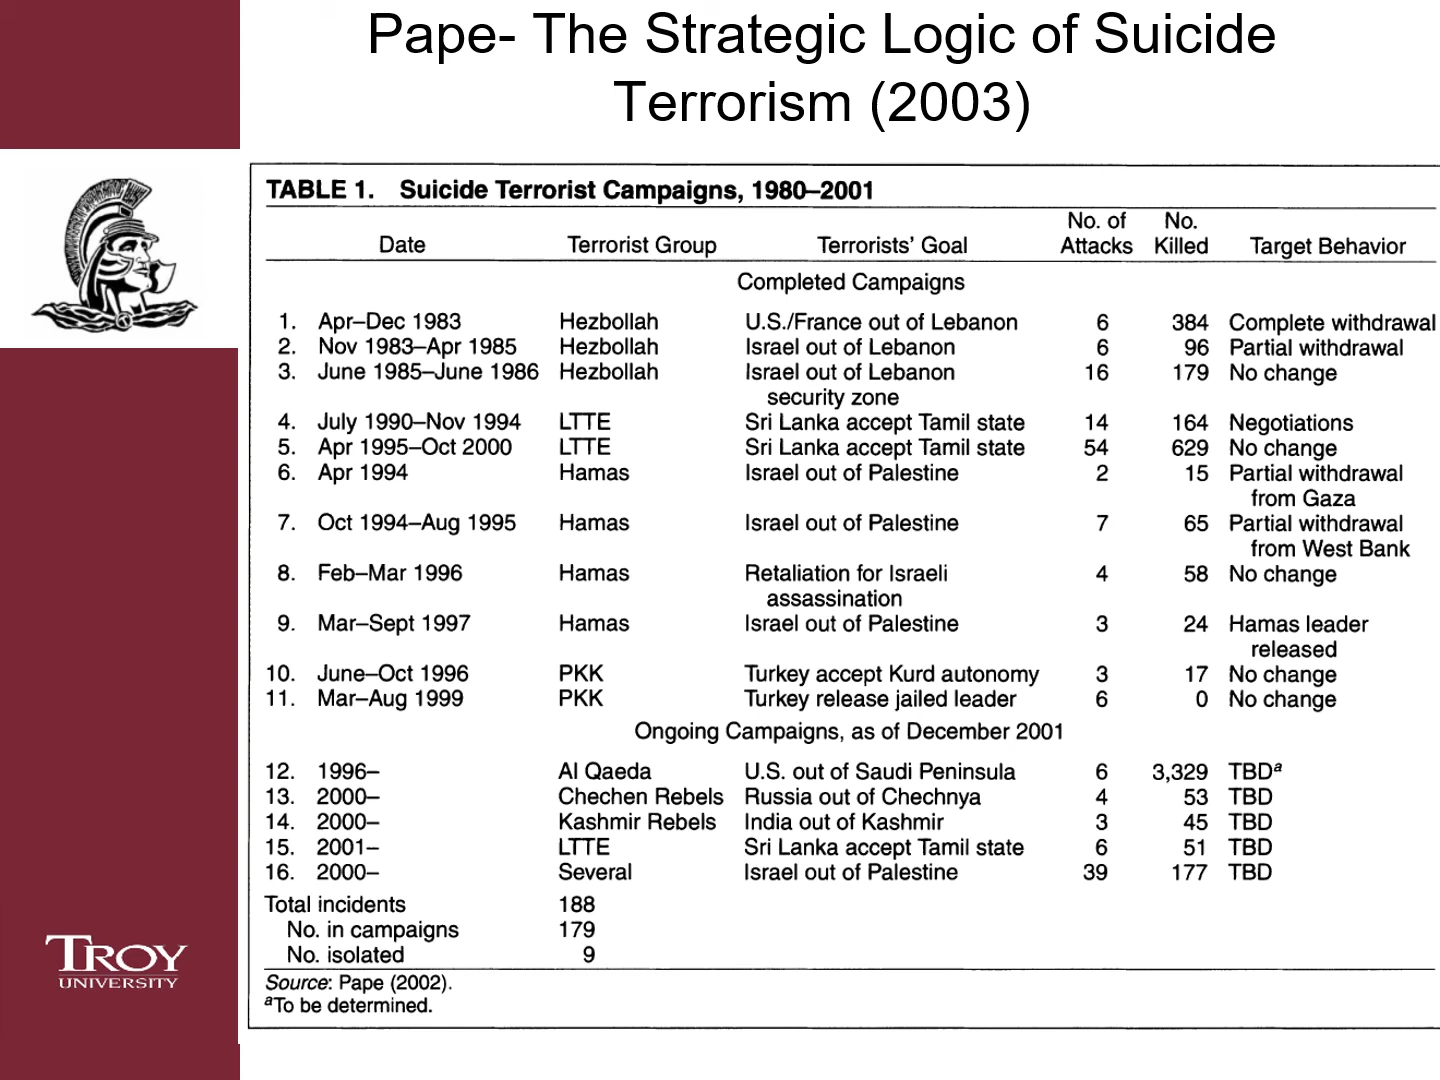 Pape- The Strategic Logic of Suicide
Terrorism (2003)
TABLE 1. Suicide Terrorist Campaigns, 1980–2001
Date Terrorist Group Terrorists' Goal No. of Attacks No. Killed Target Behavior
Completed Campaigns
1. Apr–Dec 1983 Hezbollah U.S./France out of Lebanon 6 384 Complete withdrawal
2. Nov 1983–Apr 1985 Hezbollah Israel out of Lebanon 6 96 Partial withdrawal
3. June 1985–June 1986 Hezbollah Israel out of Lebanon 16 179 No change
security zone
4. July 1990–Nov 1994 LTTE Sri Lanka accept Tamil state 14 164 Negotiations
5. Apr 1995–Oct 2000 LTTE Sri Lanka accept Tamil state 54 629 No change
6. Apr 1994 Hamas Israel out of Palestine 2 15 Partial withdrawal
from Gaza
7. Oct 1994–Aug 1995 Hamas Israel out of Palestine 7 65 Partial withdrawal
from West Bank
8. Feb–Mar 1996 Hamas Retaliation for Israeli 4 58 No change
assassination
9. Mar–Sept 1997 Hamas Israel out of Palestine 3 24 Hamas leader
released
10. June–Oct 1996 PKK Turkey accept Kurd autonomy 3 17 No change
11. Mar–Aug 1999 PKK Turkey release jailed leader 6 0 No change
Ongoing Campaigns, as of December 2001
12. 1996– Al Qaeda U.S. out of Saudi Peninsula 6 3,329 TBDa
13. 2000– Chechen Rebels Russia out of Chechnya 4 53 TBD
14. 2000– Kashmir Rebels India out of Kashmir 3 45 TBD
15. 2001– LTTE Sri Lanka accept Tamil state 6 51 TBD
16. 2000– Several Israel out of Palestine 39 177 TBD
Total incidents 188
No. in campaigns 179
No. isolated 9
Source: Pape (2002).
aTo be determined.
TROY
UNIVERSITY